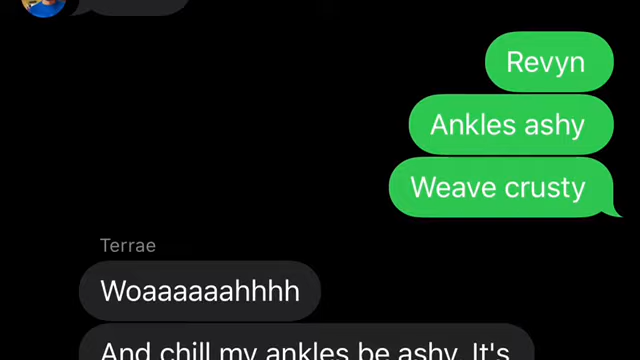 Revyn
Ankles ashy
Weave crusty
Terrae
Woaaaaaahhhh
And chill my ankles be ashy. It's